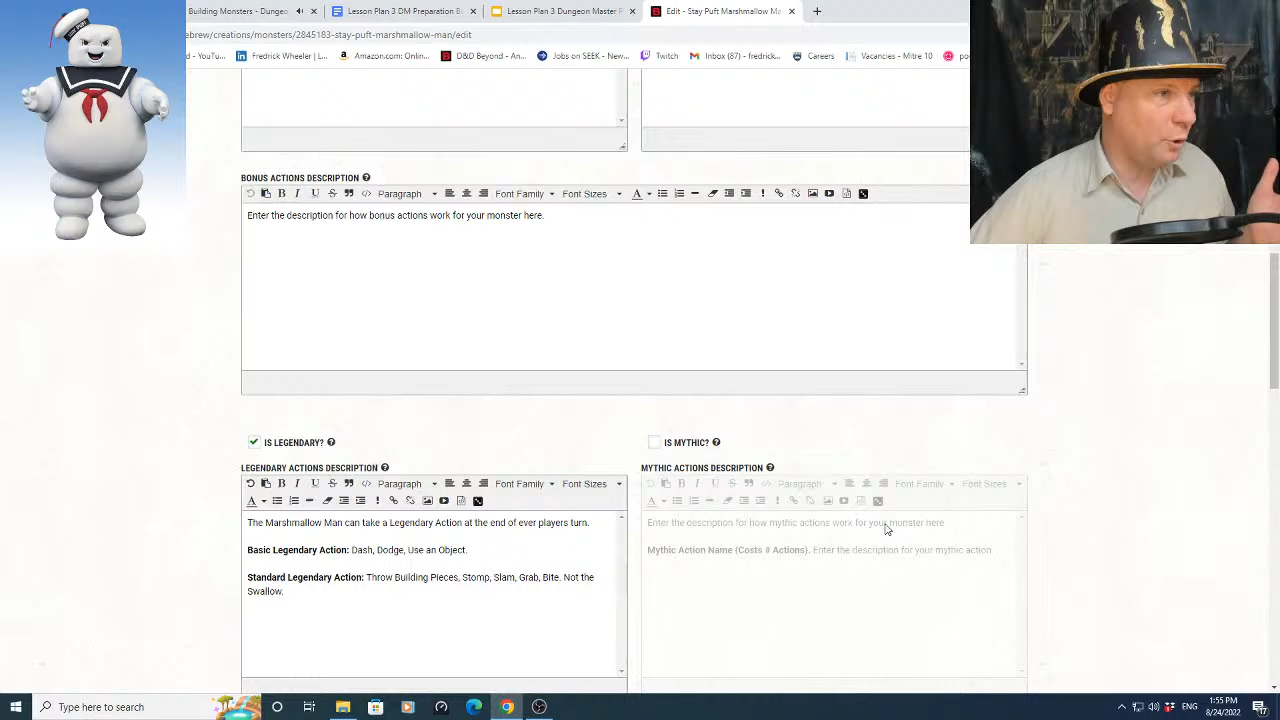 Building Monsters - Dungeo
Lesson Plan 3 DM Preparation B
Lesson Plan 3: Dungeon Master F
Edit - Stay Puft Marshmallow Ma
ebrew/creations/monsters/2845183-stay-puft-marshmallow-man/edit
d - YouTu...
Fredrick Wheeler | L...
Amazon.com: Onlin...
D&D Beyond - An...
Jobs on SEEK - New...
Twitch
Inbox (87) - fredrick...
Careers
Vacancies - Mitre 10
po
STAY PUFT
BONUS ACTIONS DESCRIPTION
Paragraph Font Family Font Sizes
Enter the description for how bonus actions work for your monster here.
IS LEGENDARY?
IS MYTHIC?
LEGENDARY ACTIONS DESCRIPTION
MYTHIC ACTIONS DESCRIPTION
Paragraph Font Family Font Sizes
Paragraph Font Family Font Sizes
The Marshmallow Man can take a Legendary Action at the end of ever players turn.
Basic Legendary Action: Dash, Dodge, Use an Object.
Standard Legendary Action: Throw Building Pieces, Stomp, Slam, Grab, Bite. Not the
Swallow.
Enter the description for how mythic actions work for your monster here.
Mythic Action Name (Costs # Actions). Enter the description for your mythic action
Type here to search
ENG
1:55 PM
8/24/2022
17